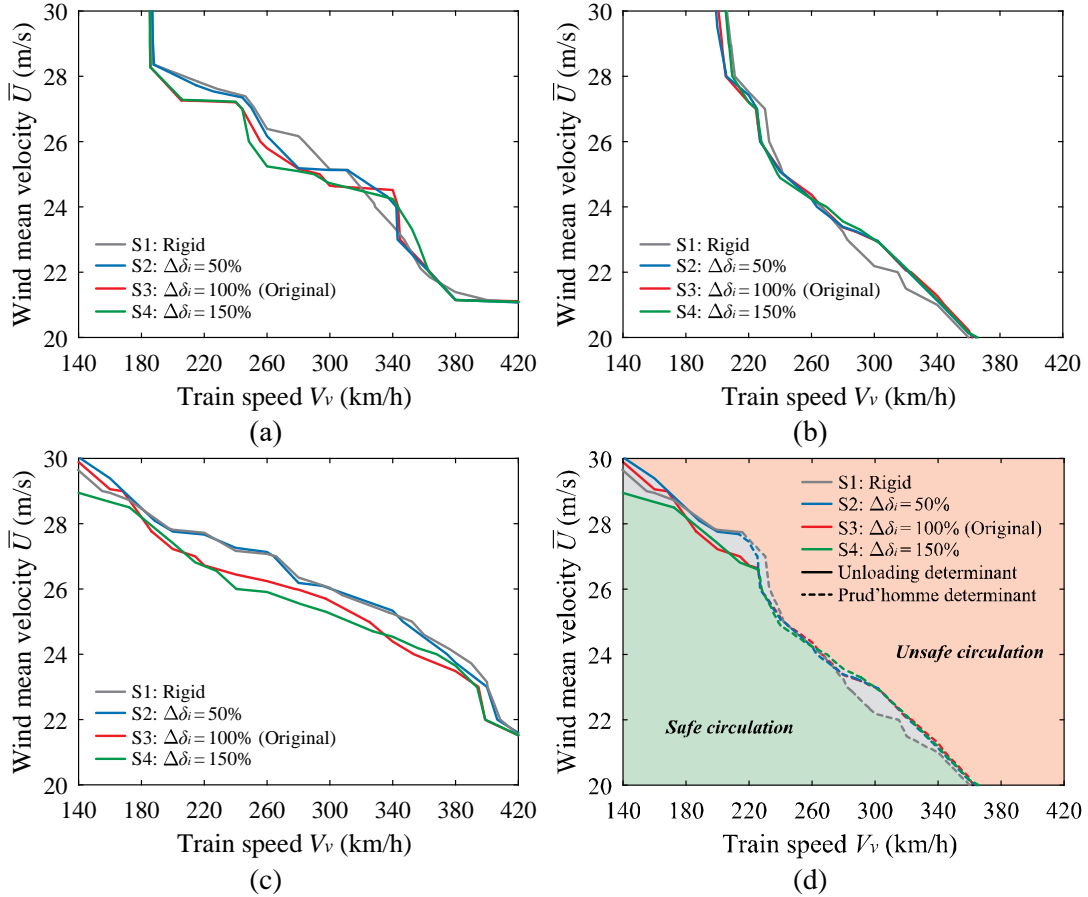 30
28
26
24
22
20
Wind mean velocity U̅ (m/s)
S1: Rigid
S2: Δδi = 50%
S3: Δδi = 100% (Original)
S4: Δδi = 150%
140 180 220 260 300 340 380 420
Train speed Vv (km/h)
(a)
30
28
26
24
22
20
Wind mean velocity U̅ (m/s)
S1: Rigid
S2: Δδi = 50%
S3: Δδi = 100% (Original)
S4: Δδi = 150%
140 180 220 260 300 340 380 420
Train speed Vv (km/h)
(b)
30
28
26
24
22
20
Wind mean velocity U̅ (m/s)
S1: Rigid
S2: Δδi = 50%
S3: Δδi = 100% (Original)
S4: Δδi = 150%
140 180 220 260 300 340 380 420
Train speed Vv (km/h)
(c)
30
28
26
24
22
20
Wind mean velocity U̅ (m/s)
S1: Rigid
S2: Δδi = 50%
S3: Δδi = 100% (Original)
S4: Δδi = 150%
Unloading determinant
Prud'homme determinant
Unsafe circulation
Safe circulation
140 180 220 260 300 340 380 420
Train speed Vv (km/h)
(d)